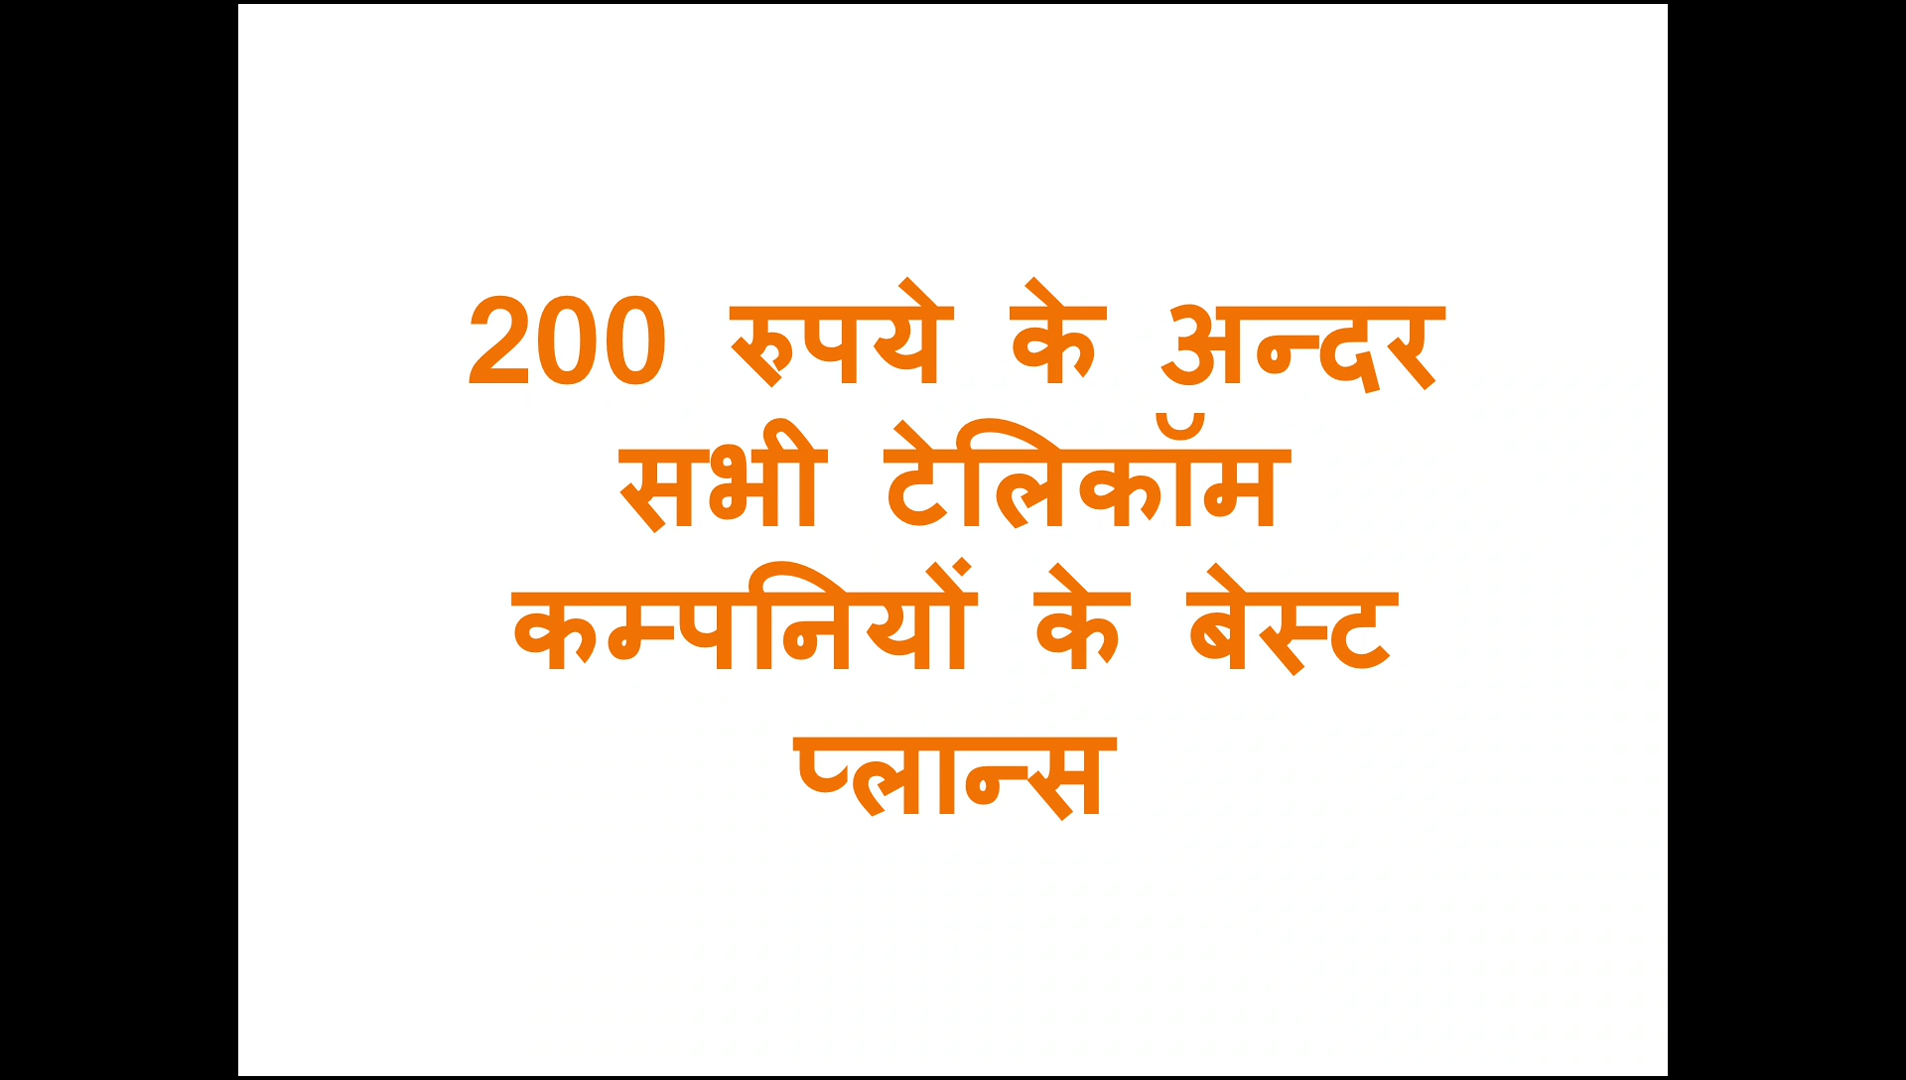 200 रुपये के अन्दर
सभी टेलिकॉम
कम्पनियों के बेस्ट
प्लान्स